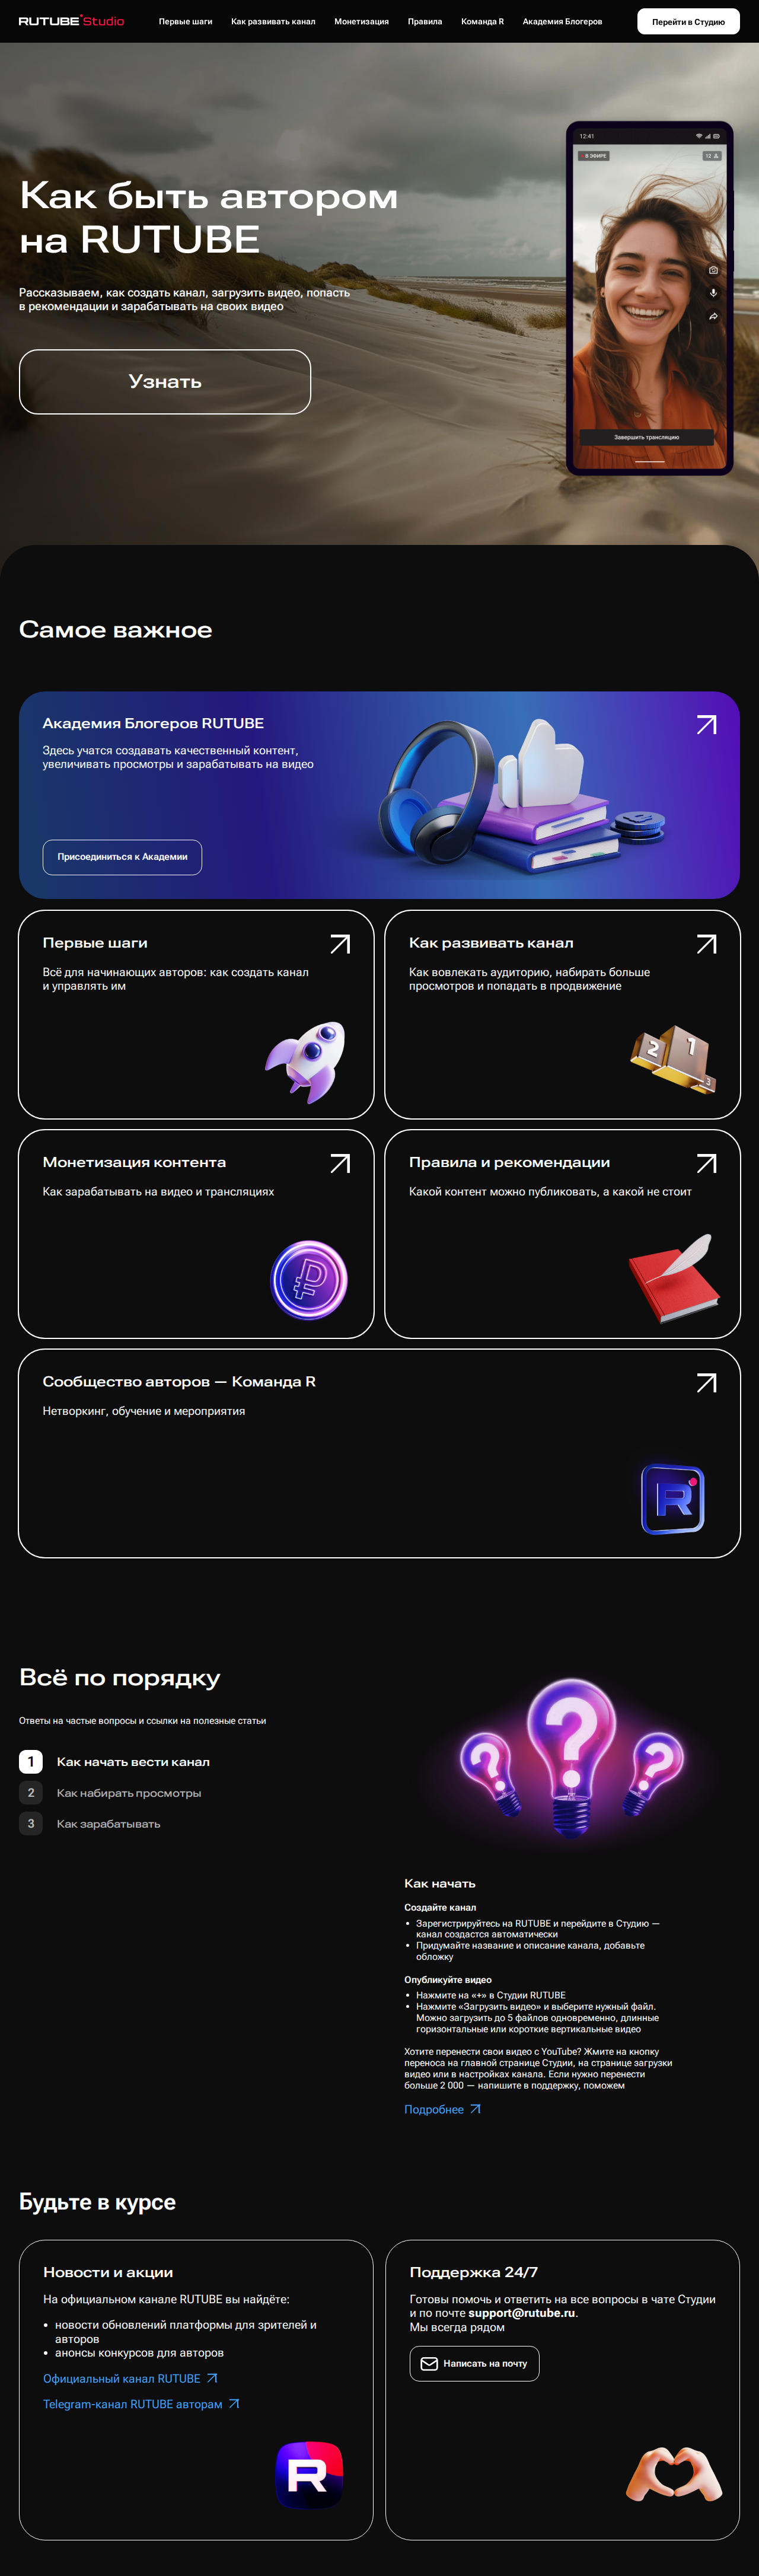 RUTUBE Studio
Первые шаги
Как развивать канал
Монетизация
Правила
Команда R
Академия Блогеров
Перейти в Студию
Как быть автором
на RUTUBE
Рассказываем, как создать канал, загрузить видео, попасть
в рекомендации и зарабатывать на своих видео
Узнать
12:41
В ЭФИРЕ
12
Завершить трансляцию
Самое важное
Академия Блогеров RUTUBE
Здесь учатся создавать качественный контент,
увеличивать просмотры и зарабатывать на видео
Присоединиться к Академии
Первые шаги
Всё для начинающих авторов: как создать канал
и управлять им
Как развивать канал
Как вовлекать аудиторию, набирать больше
просмотров и попадать в продвижение
2 1 3
Монетизация контента
Как зарабатывать на видео и трансляциях
₽
Правила и рекомендации
Какой контент можно публиковать, а какой не стоит
Сообщество авторов — Команда R
Нетворкинг, обучение и мероприятия
R
Всё по порядку
Ответы на частые вопросы и ссылки на полезные статьи
1 Как начать вести канал
2 Как набирать просмотры
3 Как зарабатывать
? ? ?
Как начать
Создайте канал
• Зарегистрируйтесь на RUTUBE и перейдите в Студию —
канал создастся автоматически
• Придумайте название и описание канала, добавьте
обложку
Опубликуйте видео
• Нажмите на «+» в Студии RUTUBE
• Нажмите «Загрузить видео» и выберите нужный файл.
Можно загрузить до 5 файлов одновременно, длинные
горизонтальные или короткие вертикальные видео
Хотите перенести свои видео с YouTube? Жмите на кнопку
переноса на главной странице Студии, на странице загрузки
видео или в настройках канала. Если нужно перенести
больше 2 000 — напишите в поддержку, поможем
Подробнее
Будьте в курсе
Новости и акции
На официальном канале RUTUBE вы найдёте:
• новости обновлений платформы для зрителей и
авторов
• анонсы конкурсов для авторов
Официальный канал RUTUBE
Telegram-канал RUTUBE авторам
R
Поддержка 24/7
Готовы помочь и ответить на все вопросы в чате Студии
и по почте support@rutube.ru.
Мы всегда рядом
Написать на почту